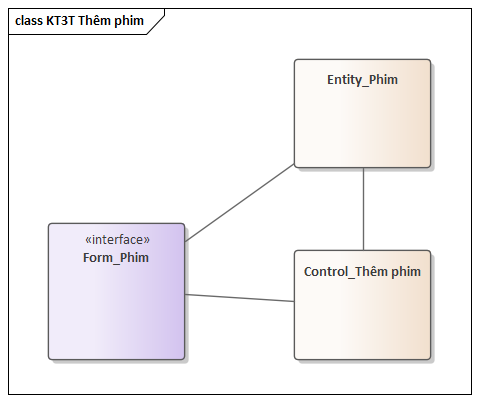 class KT3T Thêm phim
Entity_Phim
«interface»
Form_Phim
Control_Thêm phim